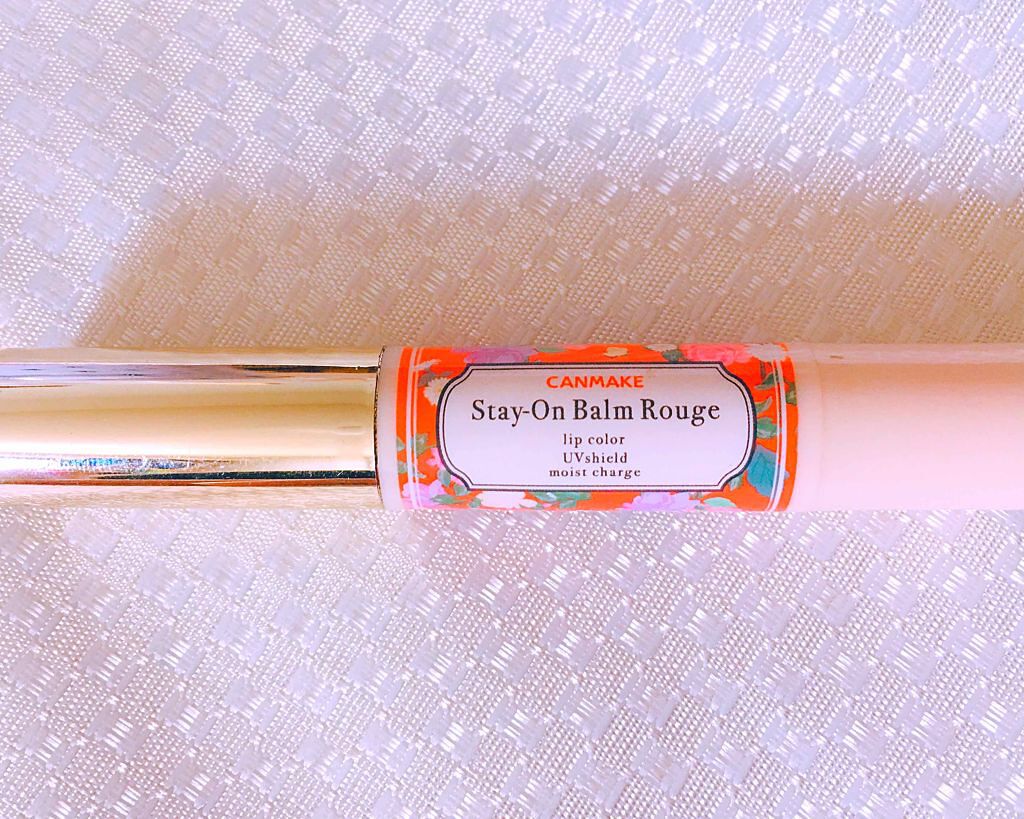 CANMAKE
Stay-On Balm Rouge
lip color
UVshield
moist charge